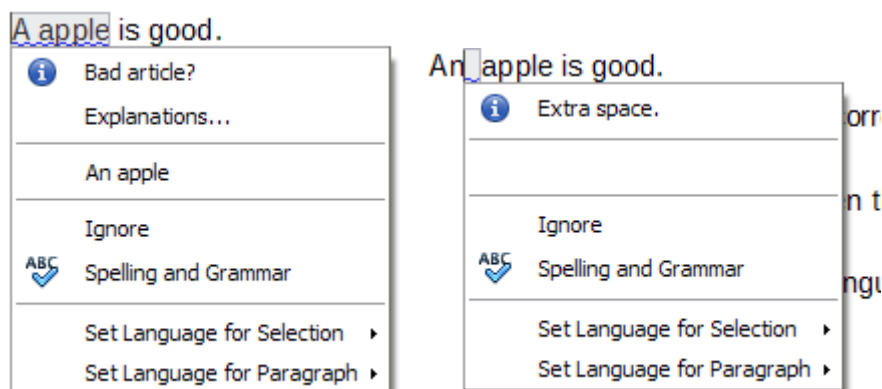 A apple is good.
Bad article?
Explanations...
An apple
Ignore
ABC
Spelling and Grammar
Set Language for Selection
Set Language for Paragraph
An  apple is good.
Extra space.
Ignore
ABC
Spelling and Grammar
Set Language for Selection
Set Language for Paragraph